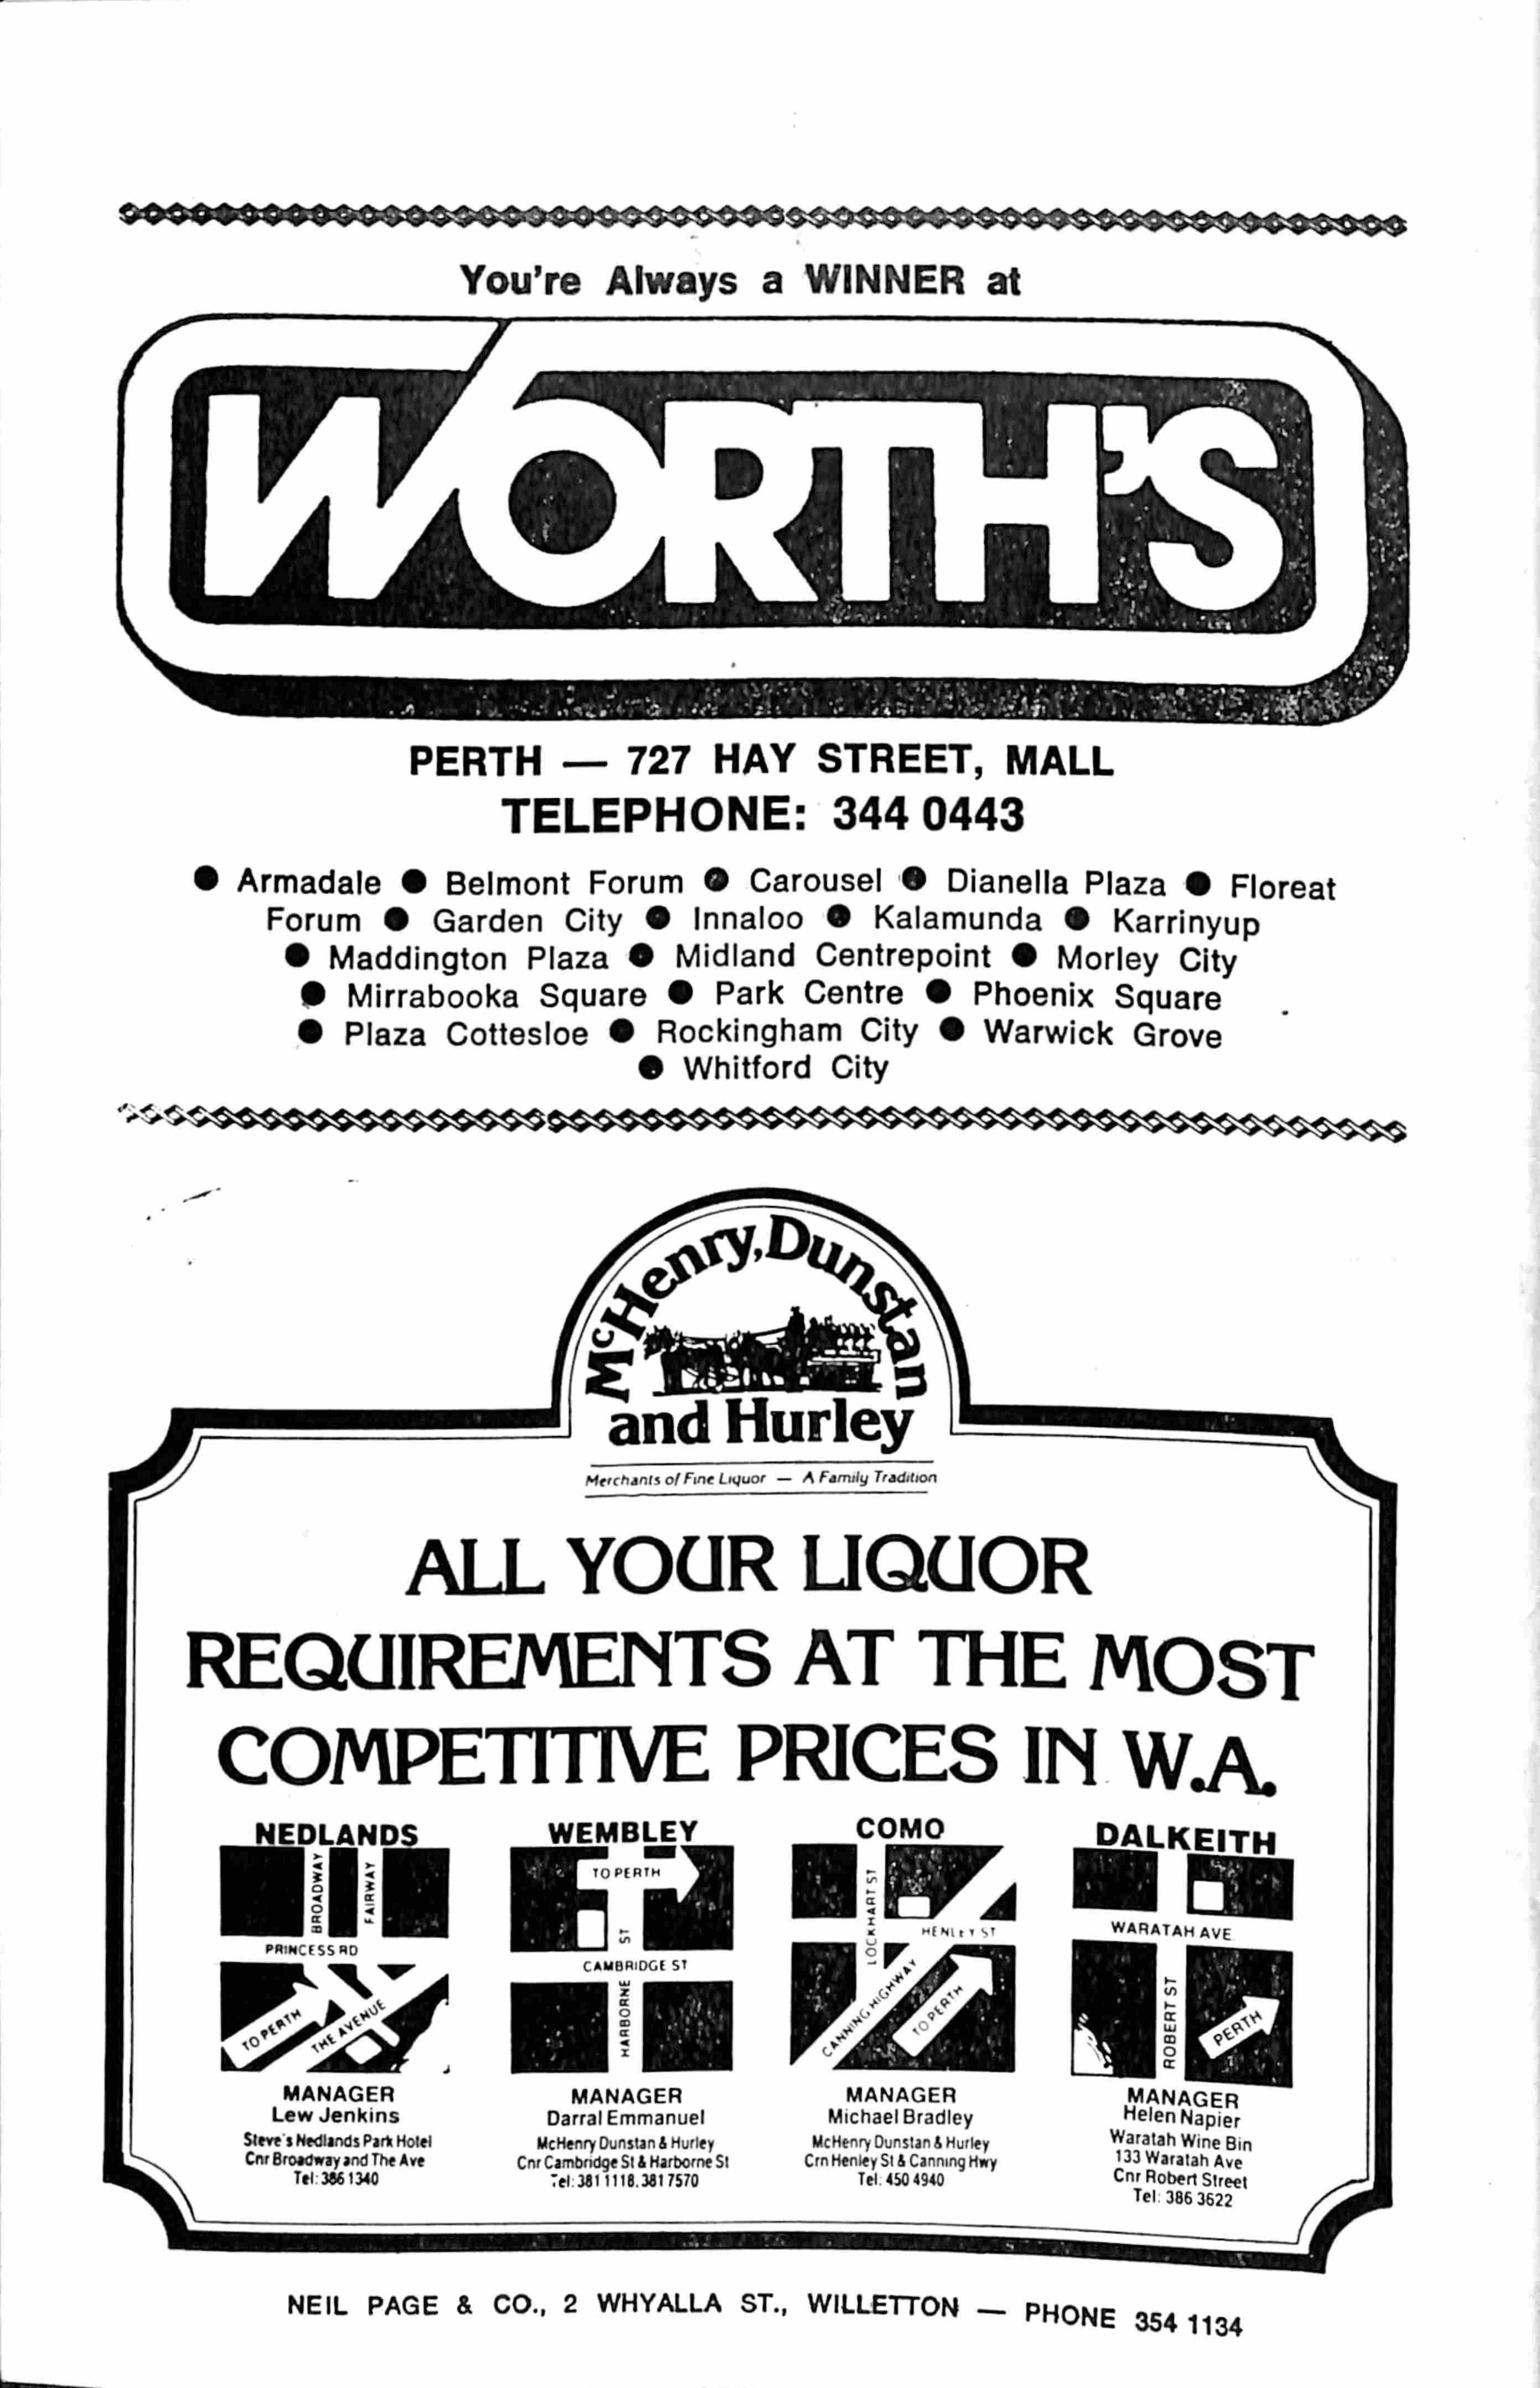 You're Always a WINNER at
WORTH'S
PERTH — 727 HAY STREET, MALL
TELEPHONE: 344 0443
● Armadale ● Belmont Forum ● Carousel ● Dianella Plaza ● Floreat
Forum ● Garden City ● Innaloo ● Kalamunda ● Karrinyup
● Maddington Plaza ● Midland Centrepoint ● Morley City
● Mirrabooka Square ● Park Centre ● Phoenix Square
● Plaza Cottesloe ● Rockingham City ● Warwick Grove
● Whitford City
McHenry, Dunstan
and Hurley
Merchants of Fine Liquor — A Family Tradition
ALL YOUR LIQUOR
REQUIREMENTS AT THE MOST
COMPETITIVE PRICES IN W.A.
NEDLANDS
BROADWAY
FAIRWAY
PRINCESS RD
TO PERTH
THE AVENUE
MANAGER
Lew Jenkins
Steve's Nedlands Park Hotel
Cnr Broadway and The Ave
Tel: 386 1340
WEMBLEY
TO PERTH
ST
CAMBRIDGE ST
HARBORNE
MANAGER
Darral Emmanuel
McHenry Dunstan & Hurley
Cnr Cambridge St & Harborne St
Tel: 381 1118. 381 7570
COMO
LOCKHART ST
HENLEY ST
CANNING HIGHWAY
TO PERTH
MANAGER
Michael Bradley
McHenry Dunstan & Hurley
Crn Henley St & Canning Hwy
Tel: 450 4940
DALKEITH
WARATAH AVE
ROBERT ST
PERTH
MANAGER
Helen Napier
Waratah Wine Bin
133 Waratah Ave
Cnr Robert Street
Tel: 386 3622
NEIL PAGE & CO., 2 WHYALLA ST., WILLETTON — PHONE 354 1134